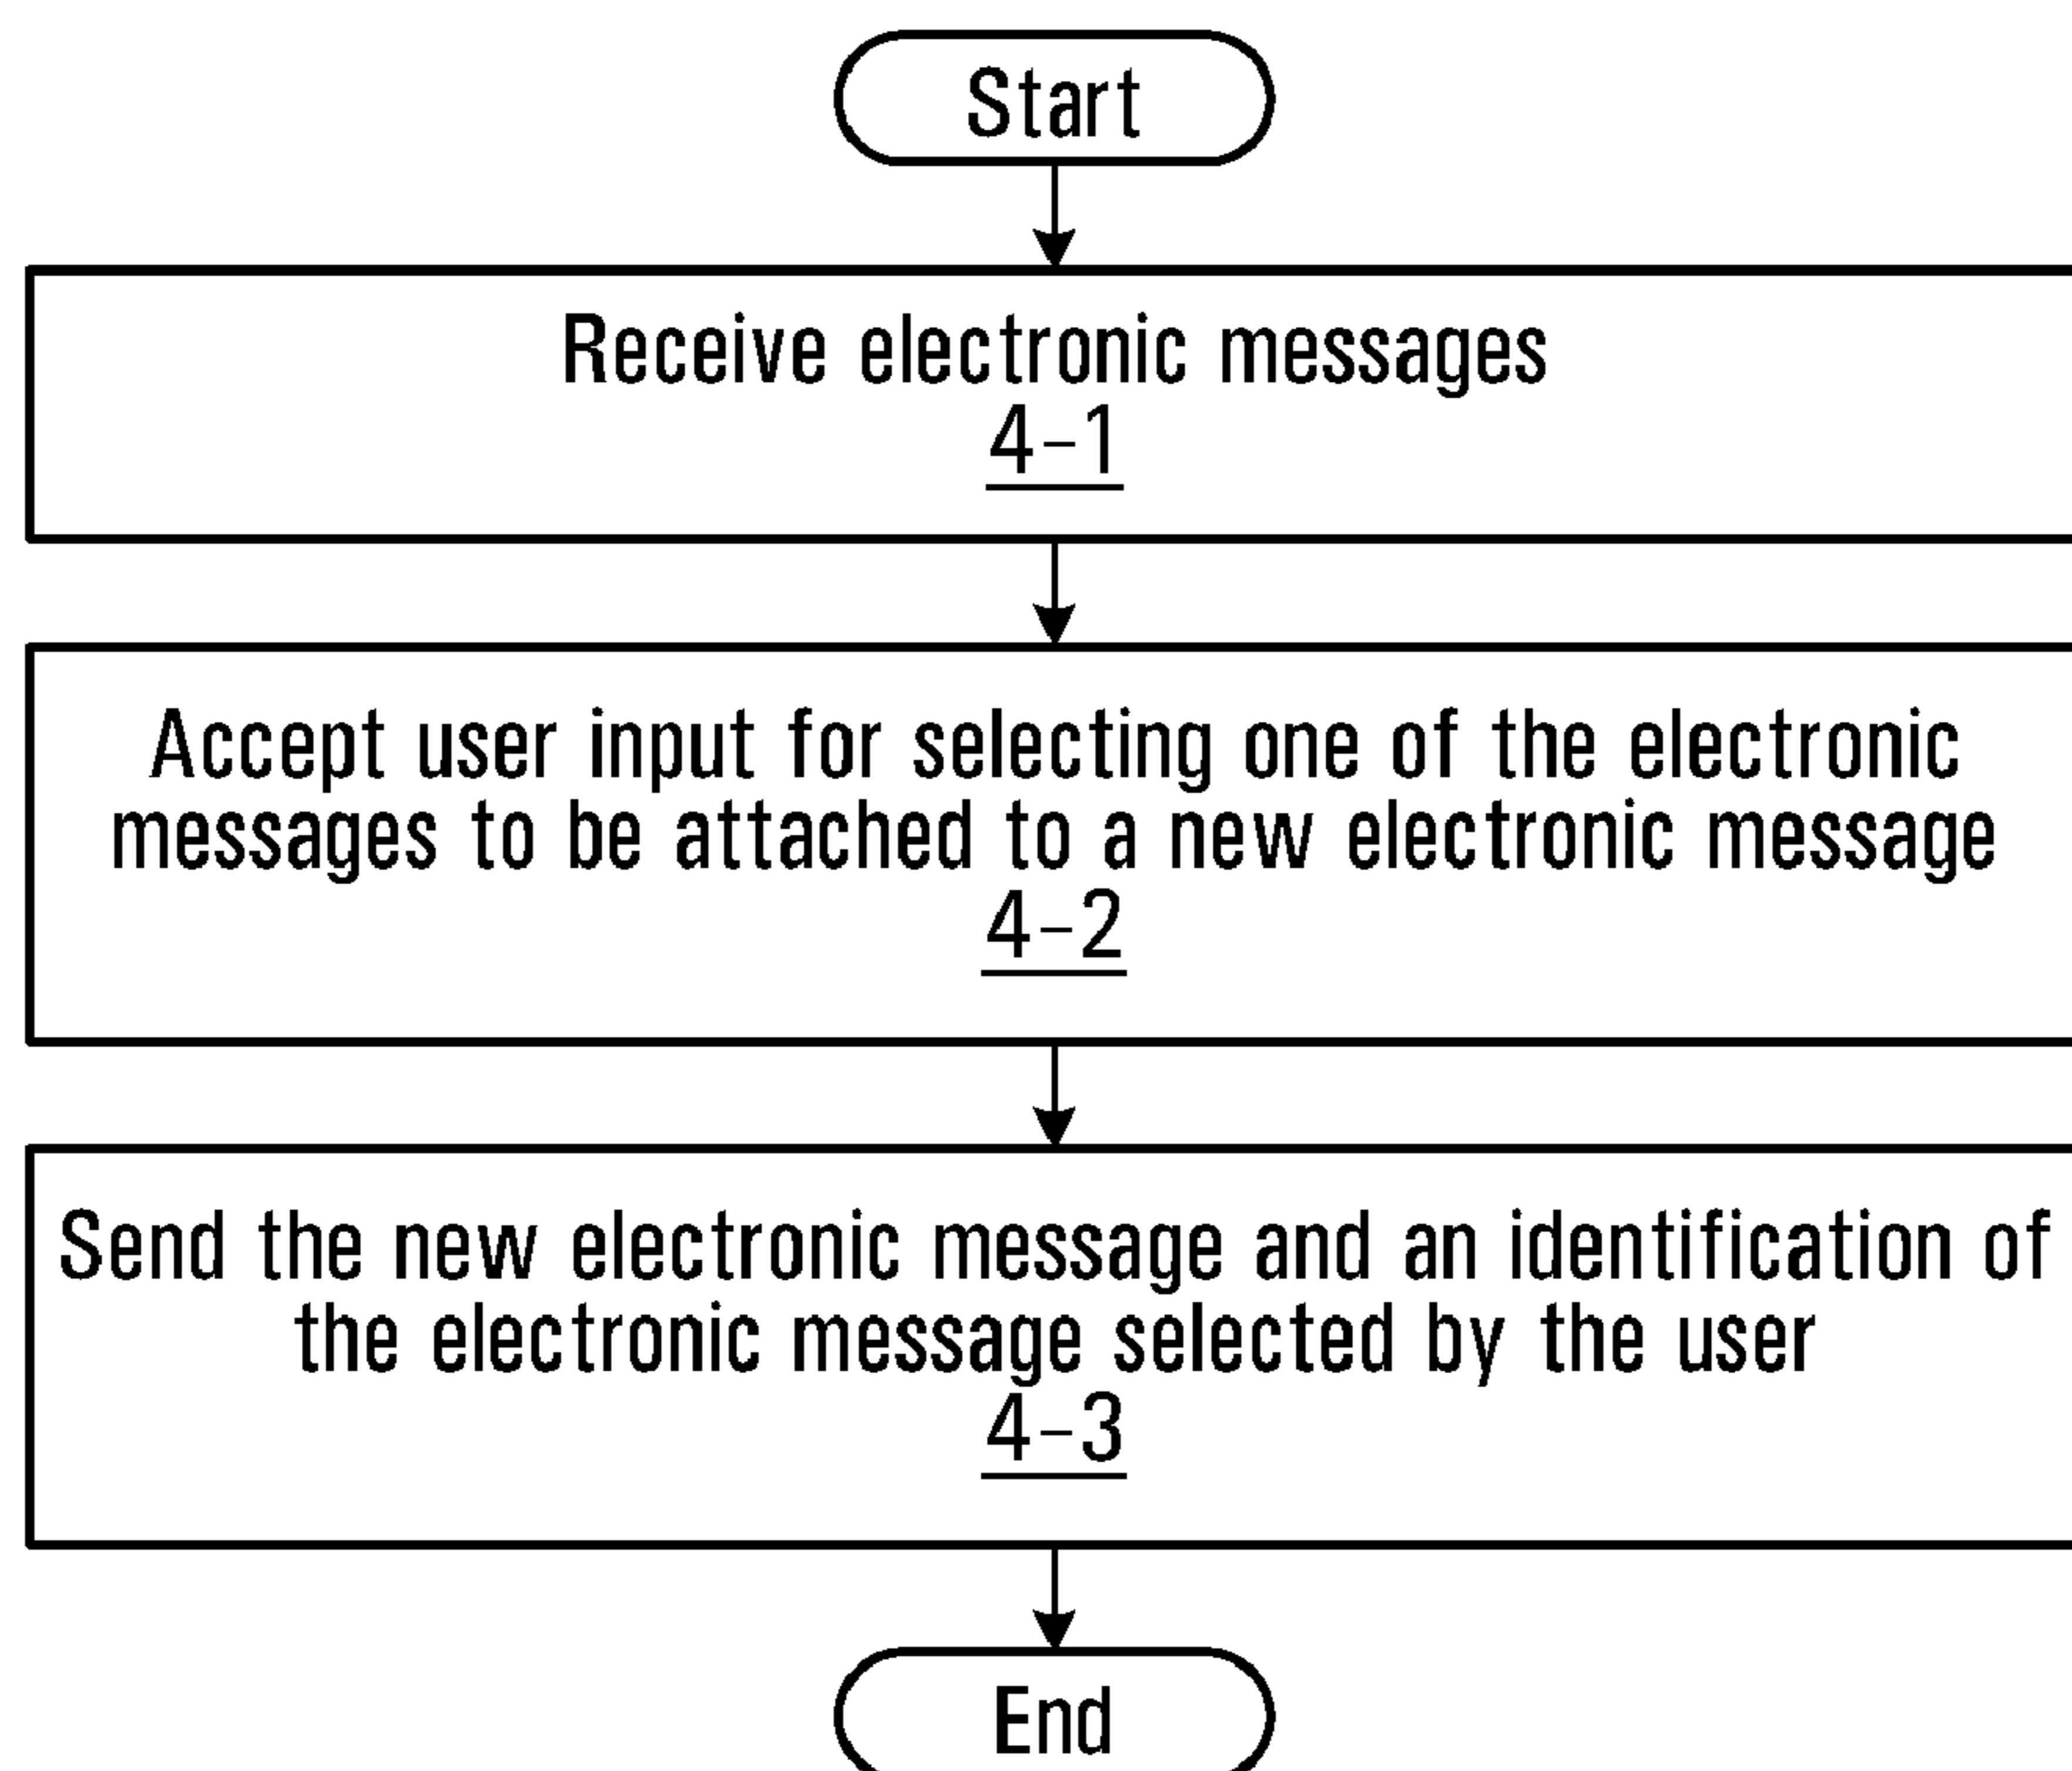 Start
Receive electronic messages
4-1
Accept user input for selecting one of the electronic
messages to be attached to a new electronic message
4-2
Send the new electronic message and an identification of
the electronic message selected by the user
4-3
End